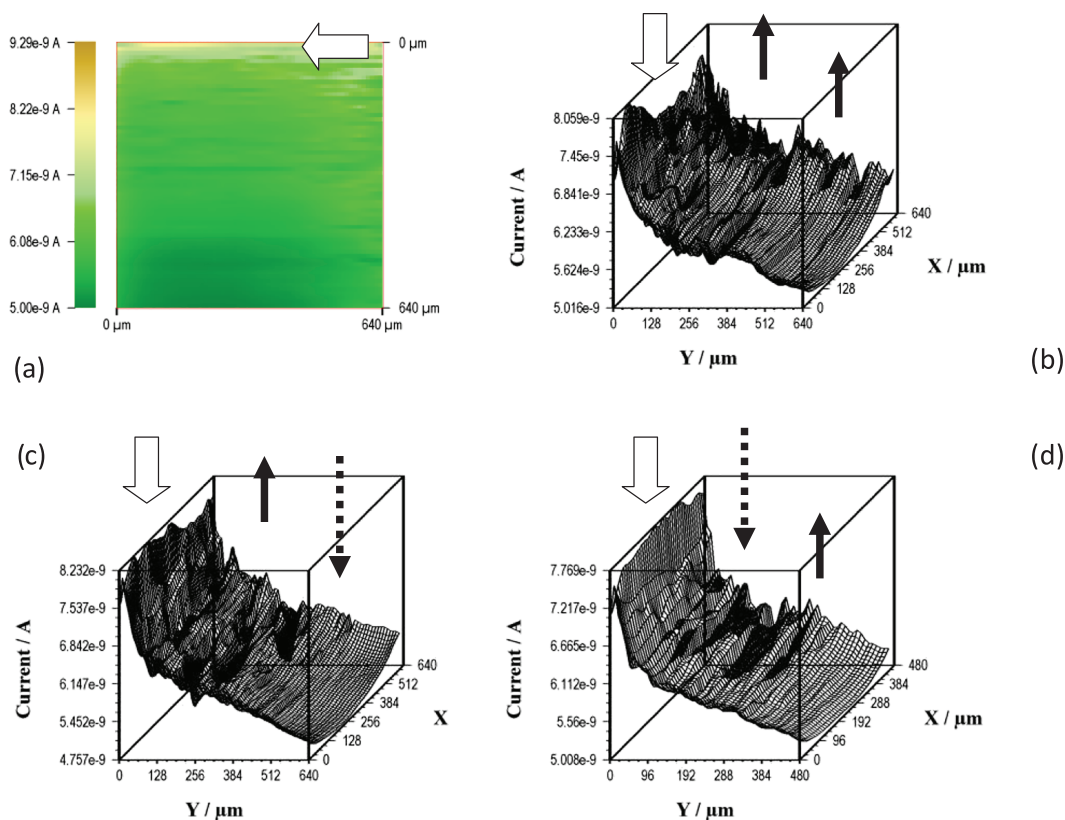 9.29e-9 A
8.22e-9 A
7.15e-9 A
6.08e-9 A
5.00e-9 A
0 µm
640 µm
0 µm
640 µm
(a)
8.059e-9
7.45e-9
6.841e-9
6.233e-9
5.624e-9
5.016e-9
Current / A
0 128 256 384 512 640
Y / µm
0
128
256
384
512
640
X / µm
(b)
(c)
8.232e-9
7.537e-9
6.842e-9
6.147e-9
5.452e-9
4.757e-9
Current / A
0 128 256 384 512 640
Y / µm
0
128
256
384
512
640
X
(d)
7.769e-9
7.217e-9
6.665e-9
6.112e-9
5.56e-9
5.008e-9
Current / A
0 96 192 288 384 480
Y / µm
0
96
192
288
384
480
X / µm